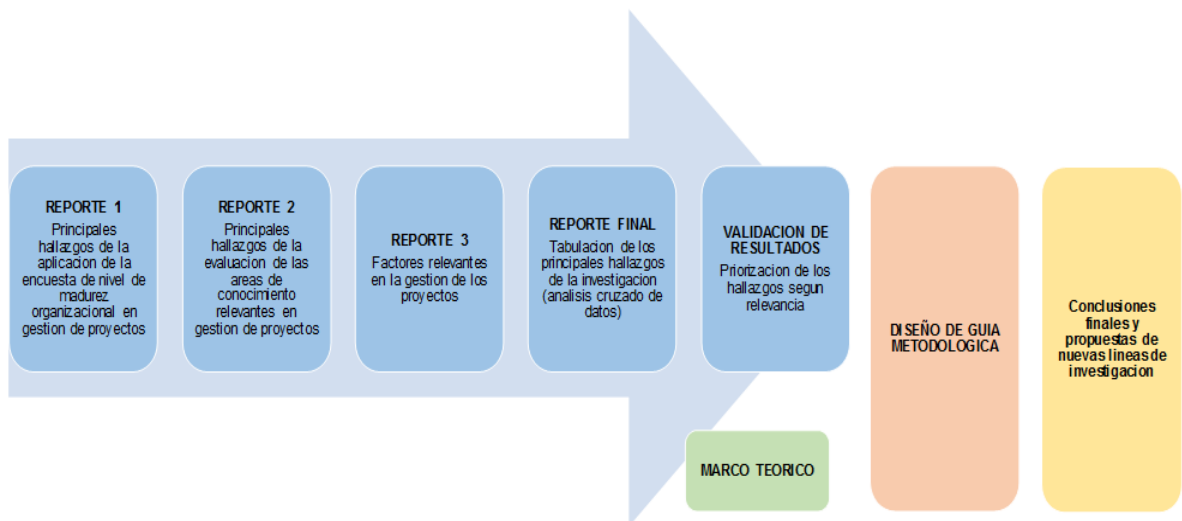 REPORTE 1
Principales
hallazgos de la
aplicacion de la
encuesta de nivel de
madurez
organizacional en
gestion de proyectos
REPORTE 2
Principales
hallazgos de la
evaluacion de las
areas de
conocimiento
relevantes en
gestion de proyectos
REPORTE 3
Factores relevantes
en la gestion de los
proyectos
REPORTE FINAL
Tabulacion de los
principales hallazgos
de la investigacion
(analisis cruzado de
datos)
VALIDACION DE
RESULTADOS
Priorizacion de los
hallazgos segun
relevancia
MARCO TEORICO
DISEÑO DE GUIA
METODOLOGICA
Conclusiones
finales y
propuestas de
nuevas lineas de
investigacion